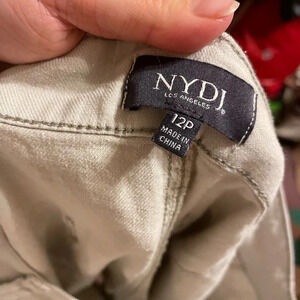 NYDJ
LOS ANGELES ®
12P
MADE IN
CHINA